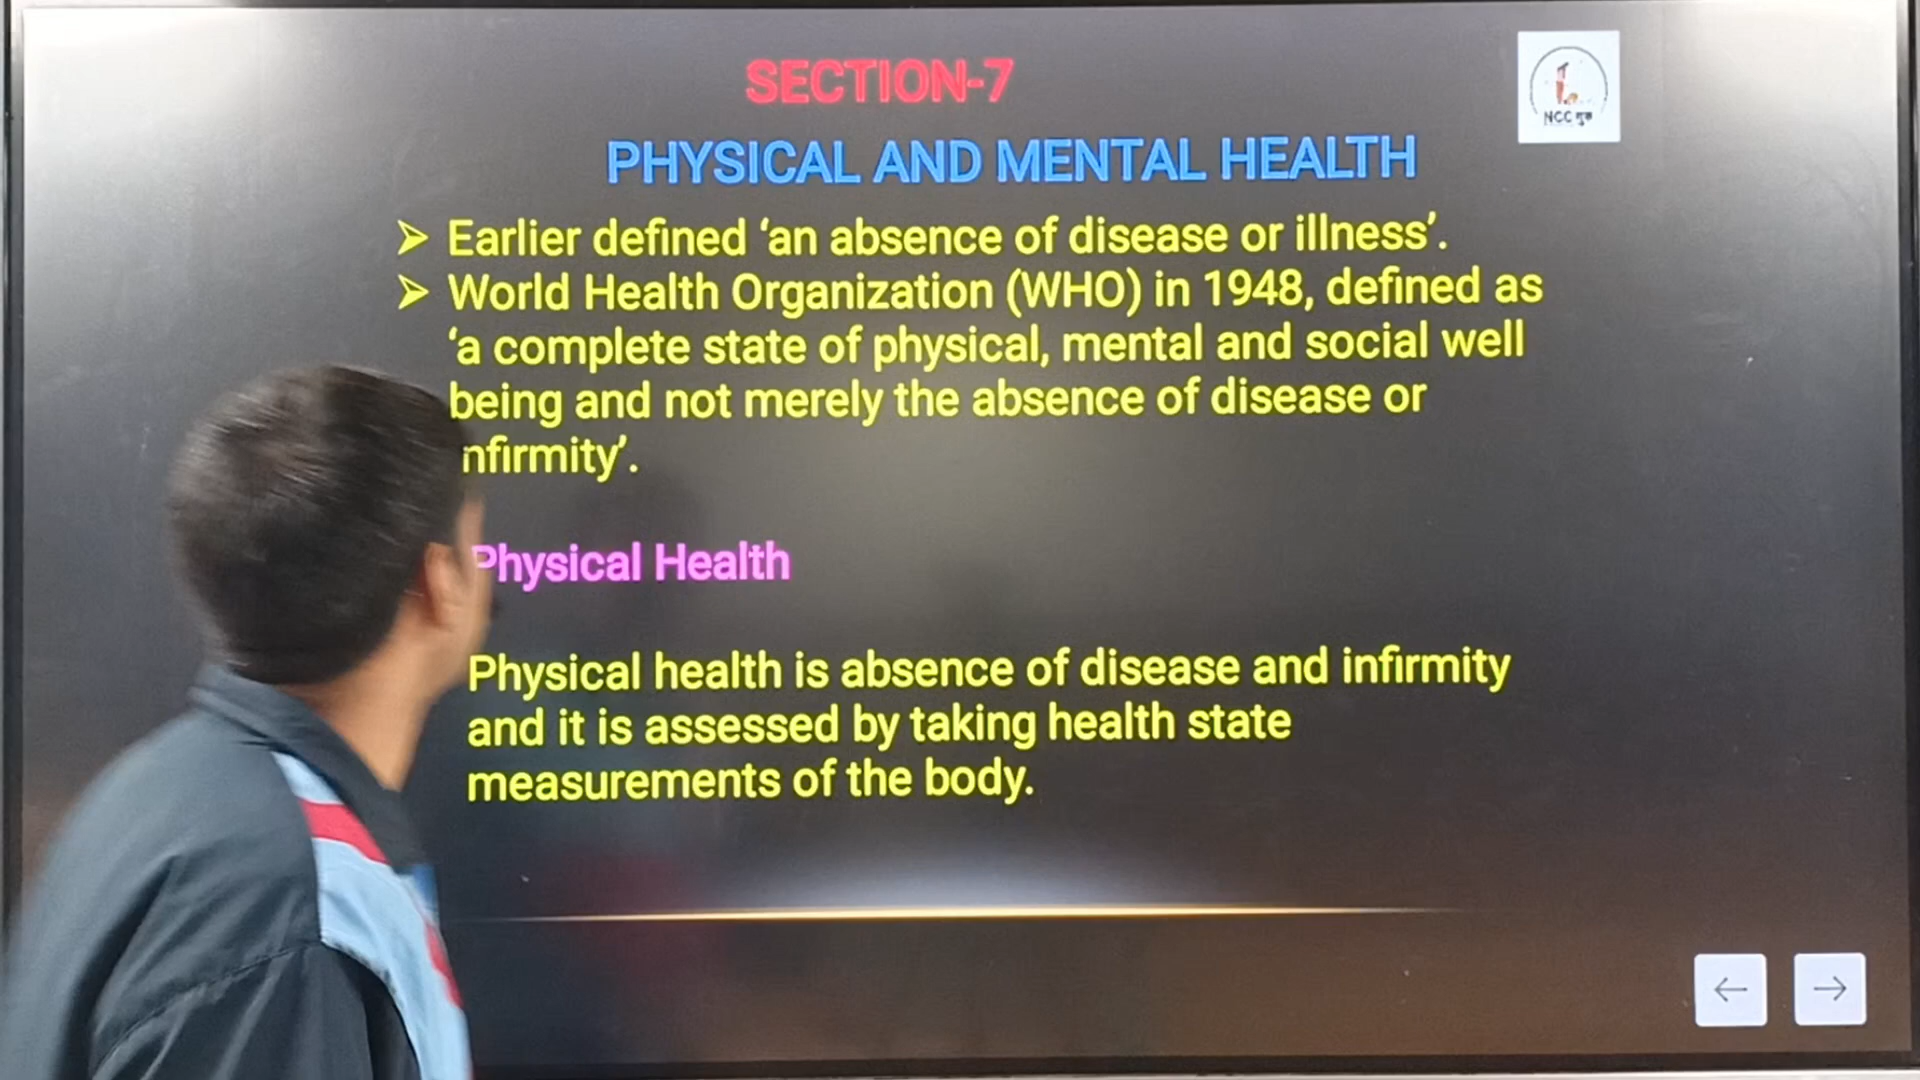 SECTION-7
NCC गुरु
PHYSICAL AND MENTAL HEALTH
➢ Earlier defined ‘an absence of disease or illness’.
➢ World Health Organization (WHO) in 1948, defined as
‘a complete state of physical, mental and social well
being and not merely the absence of disease or
nfirmity’.
Physical Health
Physical health is absence of disease and infirmity
and it is assessed by taking health state
measurements of the body.